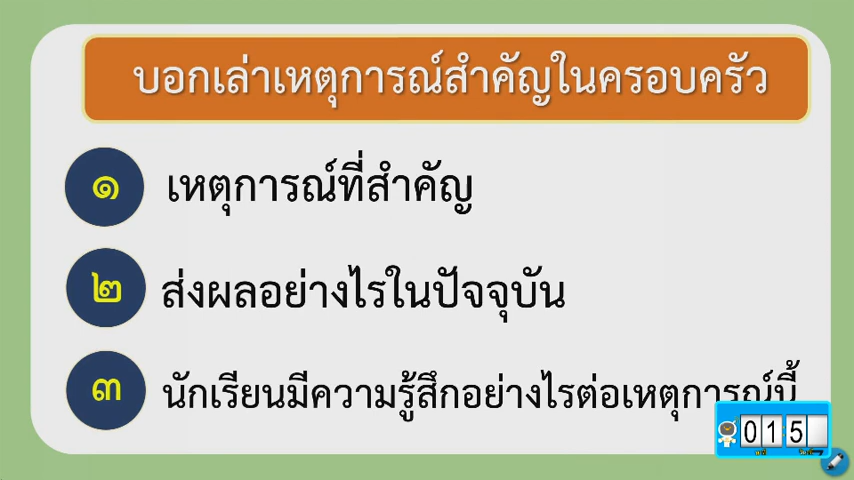 บอกเล่าเหตุการณ์สำคัญในครอบครัว
๑ เหตุการณ์ที่สำคัญ
๒ ส่งผลอย่างไรในปัจจุบัน
๓ นักเรียนมีความรู้สึกอย่างไรต่อเหตุการณ์นี้
015